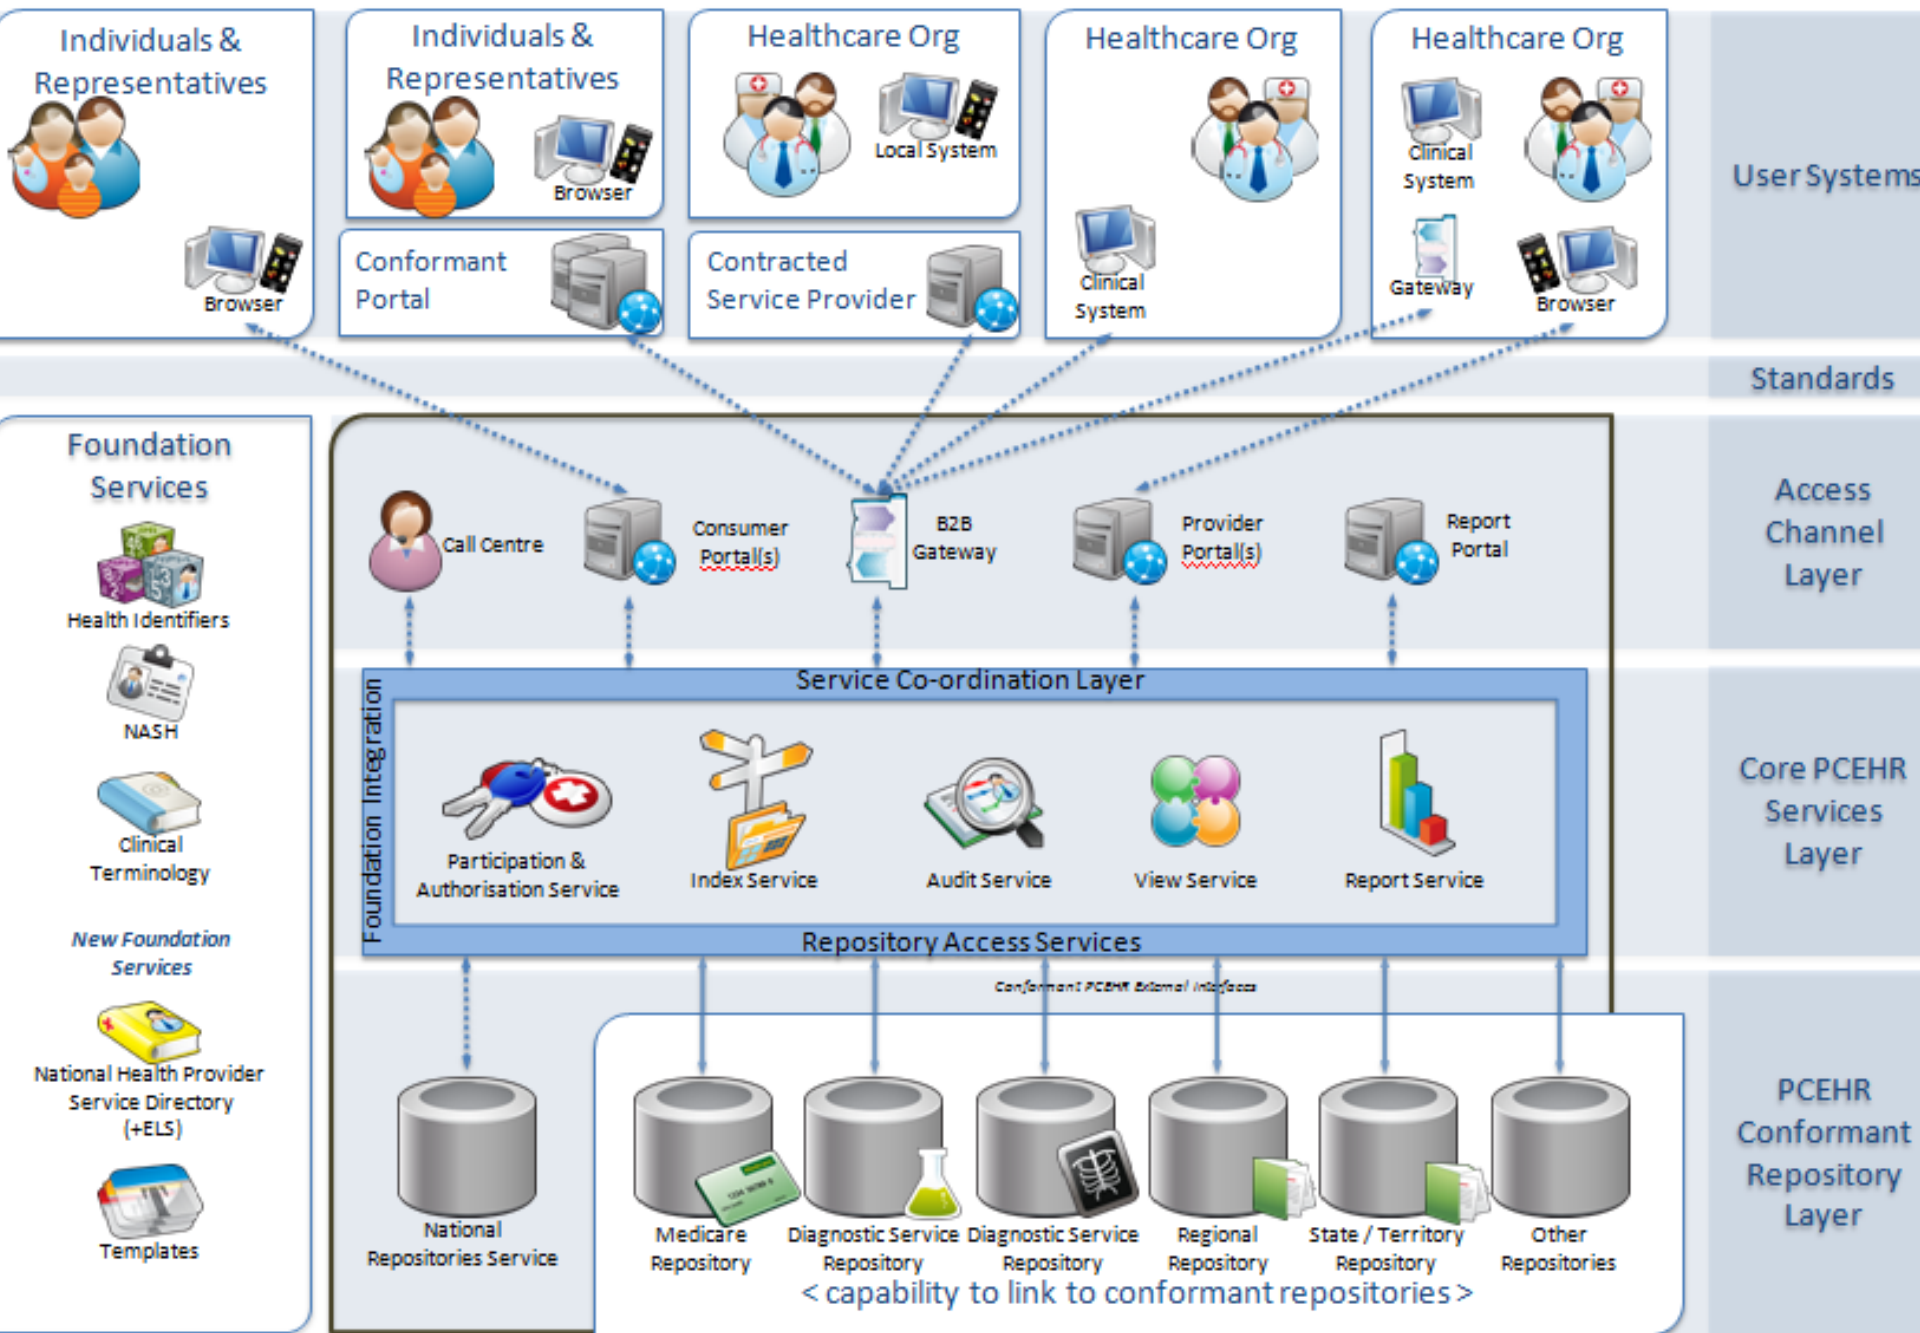 Individuals &
Representatives
Browser
Individuals &
Representatives
Browser
Conformant
Portal
Healthcare Org
Local System
Contracted
Service Provider
Healthcare Org
Clinical
System
Healthcare Org
Clinical
System
Gateway
Browser
User Systems
Standards
Foundation
Services
Health Identifiers
NASH
Clinical
Terminology
New Foundation
Services
National Health Provider
Service Directory
(+ELS)
Templates
Call Centre
Consumer
Portal(s)
B2B
Gateway
Provider
Portal(s)
Report
Portal
Access
Channel
Layer
Service Co-ordination Layer
Foundation Integration
Participation &
Authorisation Service
Index Service
Audit Service
View Service
Report Service
Repository Access Services
Core PCEHR
Services
Layer
Conformant PCEHR External Interfaces
National
Repositories Service
Medicare
Repository
Diagnostic Service
Repository
Diagnostic Service
Repository
Regional
Repository
State / Territory
Repository
Other
Repositories
< capability to link to conformant repositories >
PCEHR
Conformant
Repository
Layer